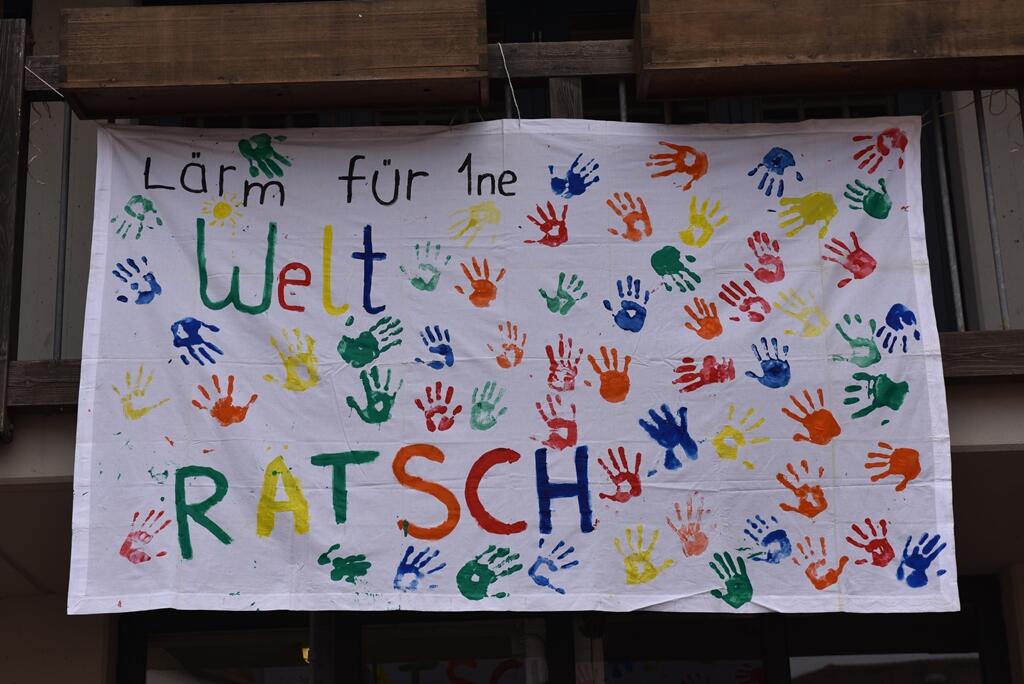 Lärm für 1ne
Welt
RATSCH